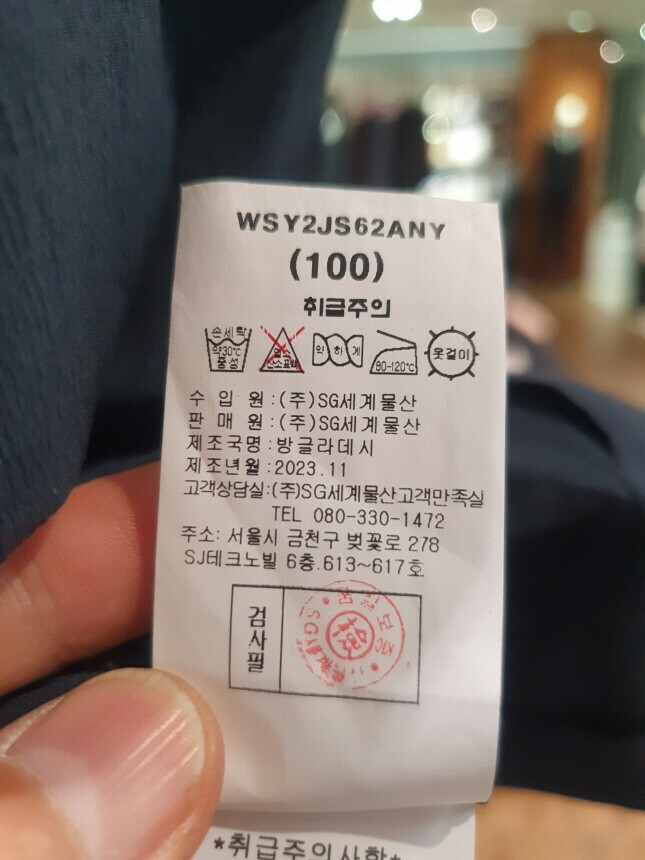 WSY2JS62ANY
(100)
취급주의
손세탁
약30℃
중성
약하게
80-120℃
옷걸이
수 입 원:(주)SG세계물산
판 매 원:(주)SG세계물산
제조국명:방글라데시
제조년월:2023.11
고객상담실:(주)SG세계물산고객만족실
TEL 080-330-1472
주소: 서울시 금천구 벚꽃로 278
SJ테크노빌 6층.613~617호
검사필
*취급주의사항*